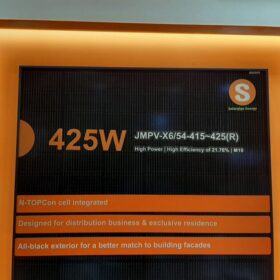 S
Solarsign Energy
425W
JMPV-X6/54-415~425(R)
High Power | High Efficiency of 21.76% | M10
N-TOPCon cell integrated
Designed for distribution business & exclusive residence
All-black exterior for a better match to building facades